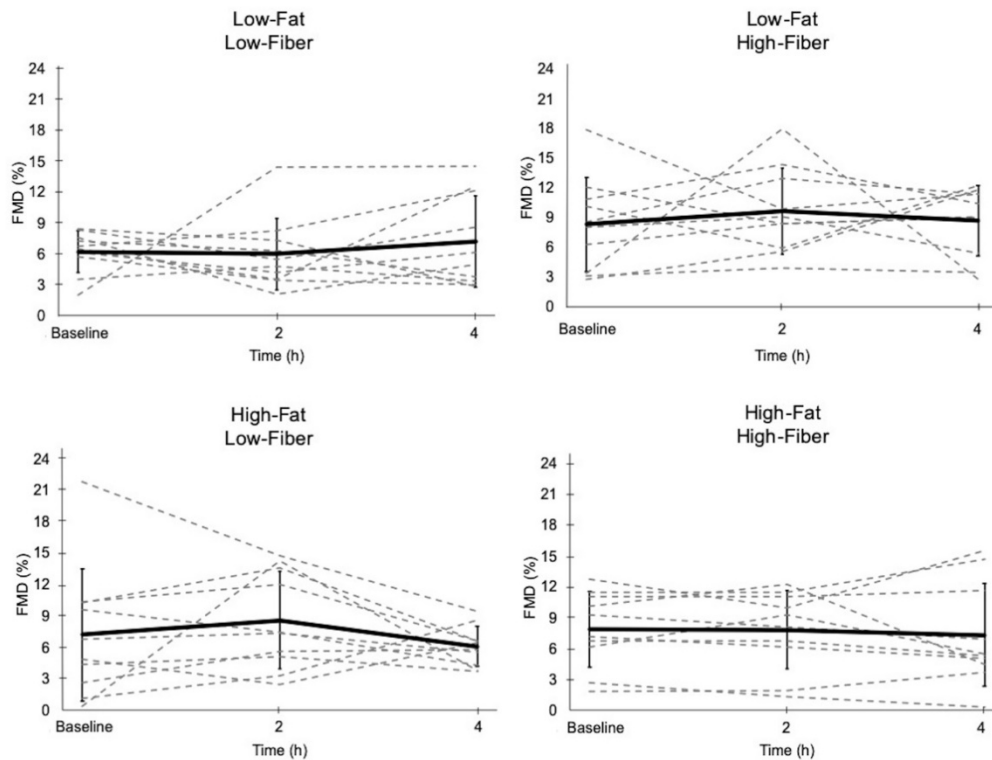 Low-Fat
Low-Fiber
24
21
18
15
12
9
6
3
0
FMD (%)
Baseline
2
4
Time (h)
Low-Fat
High-Fiber
24
21
18
15
12
9
6
3
0
FMD (%)
Baseline
2
4
Time (h)
High-Fat
Low-Fiber
24
21
18
15
12
9
6
3
0
FMD (%)
Baseline
2
4
Time (h)
High-Fat
High-Fiber
24
21
18
15
12
9
6
3
0
FMD (%)
Baseline
2
4
Time (h)